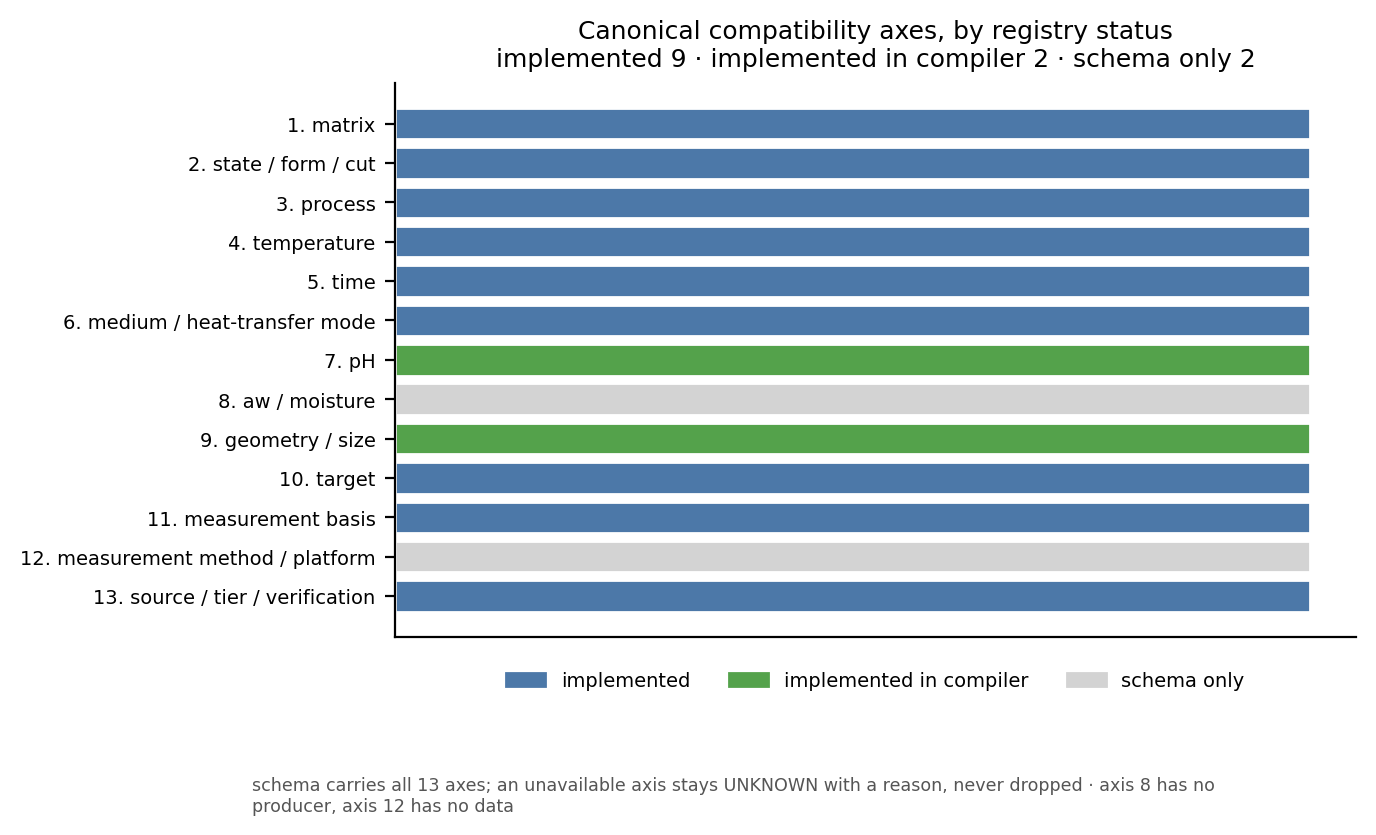 Canonical compatibility axes, by registry status
implemented 9 · implemented in compiler 2 · schema only 2
1. matrix
2. state / form / cut
3. process
4. temperature
5. time
6. medium / heat-transfer mode
7. pH
8. aw / moisture
9. geometry / size
10. target
11. measurement basis
12. measurement method / platform
13. source / tier / verification
implemented
implemented in compiler
schema only
schema carries all 13 axes; an unavailable axis stays UNKNOWN with a reason, never dropped · axis 8 has no
producer, axis 12 has no data